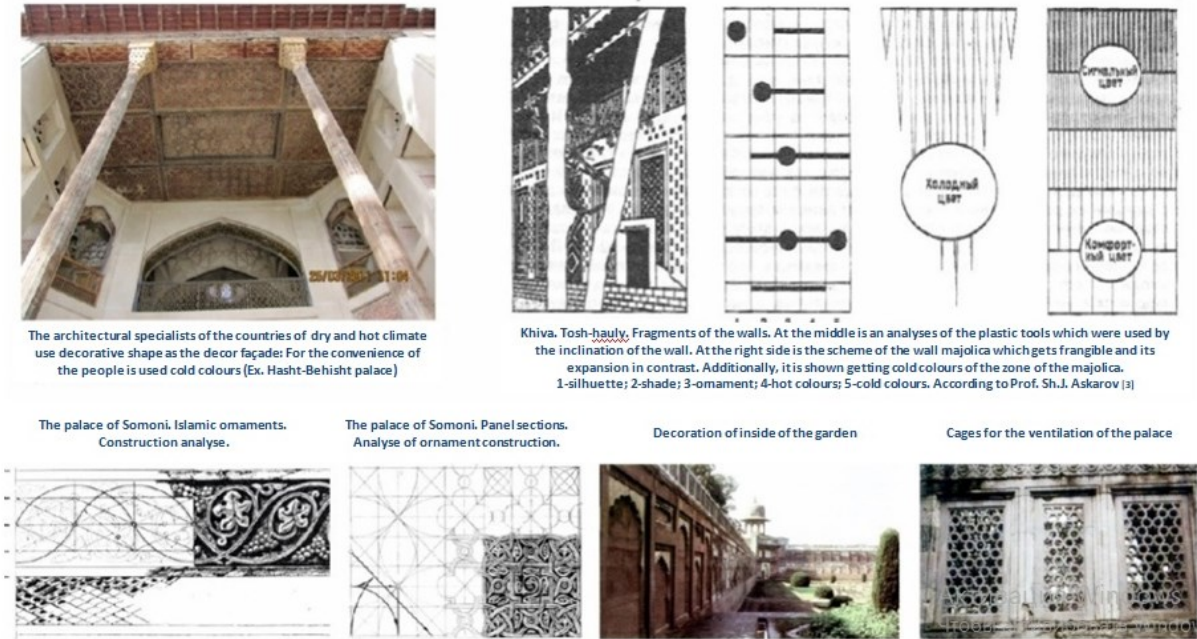 The architectural specialists of the countries of dry and hot climate
use decorative shape as the decor façade: For the convenience of
the people is used cold colours (Ex. Hasht-Behisht palace)
Холодный
цвет
Сигнальный
цвет
Комфорт-
ный цвет
Khiva. Tosh-hauly. Fragments of the walls. At the middle is an analyses of the plastic tools which were used by
the inclination of the wall. At the right side is the scheme of the wall majolica which gets frangible and its
expansion in contrast. Additionally, it is shown getting cold colours of the zone of the majolica.
1-silhuette; 2-shade; 3-ornament; 4-hot colours; 5-cold colours. According to Prof. Sh.J. Askarov [3]
The palace of Somoni. Islamic ornaments.
Construction analyse.
The palace of Somoni. Panel sections.
Analyse of ornament construction.
Decoration of inside of the garden
Cages for the ventilation of the palace